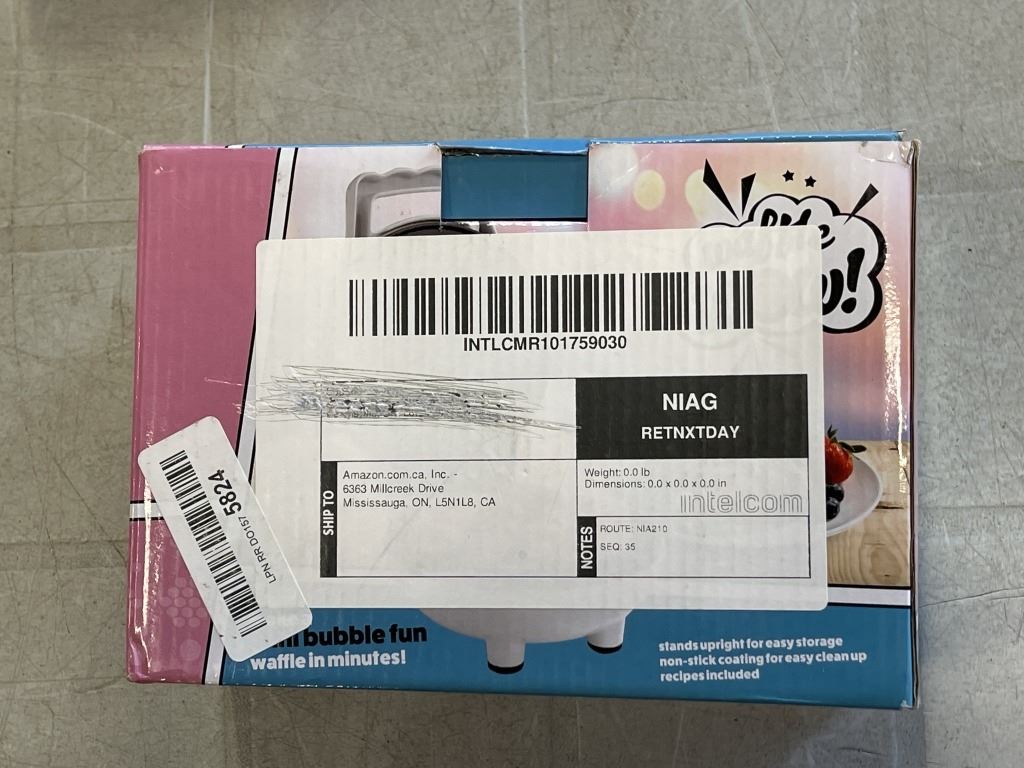 INTLCMR101759030
NIAG
RETNXTDAY
SHIP TO
Amazon.com.ca, Inc. -
6363 Millcreek Drive
Mississauga, ON, L5N1L8, CA
Weight: 0.0 lb
Dimensions: 0.0 x 0.0 x 0.0 in
intelcom
NOTES
ROUTE: NIA210
SEQ: 35
LPNRRDO1575824
bubble fun
waffle in minutes!
stands upright for easy storage
non-stick coating for easy clean up
recipes included